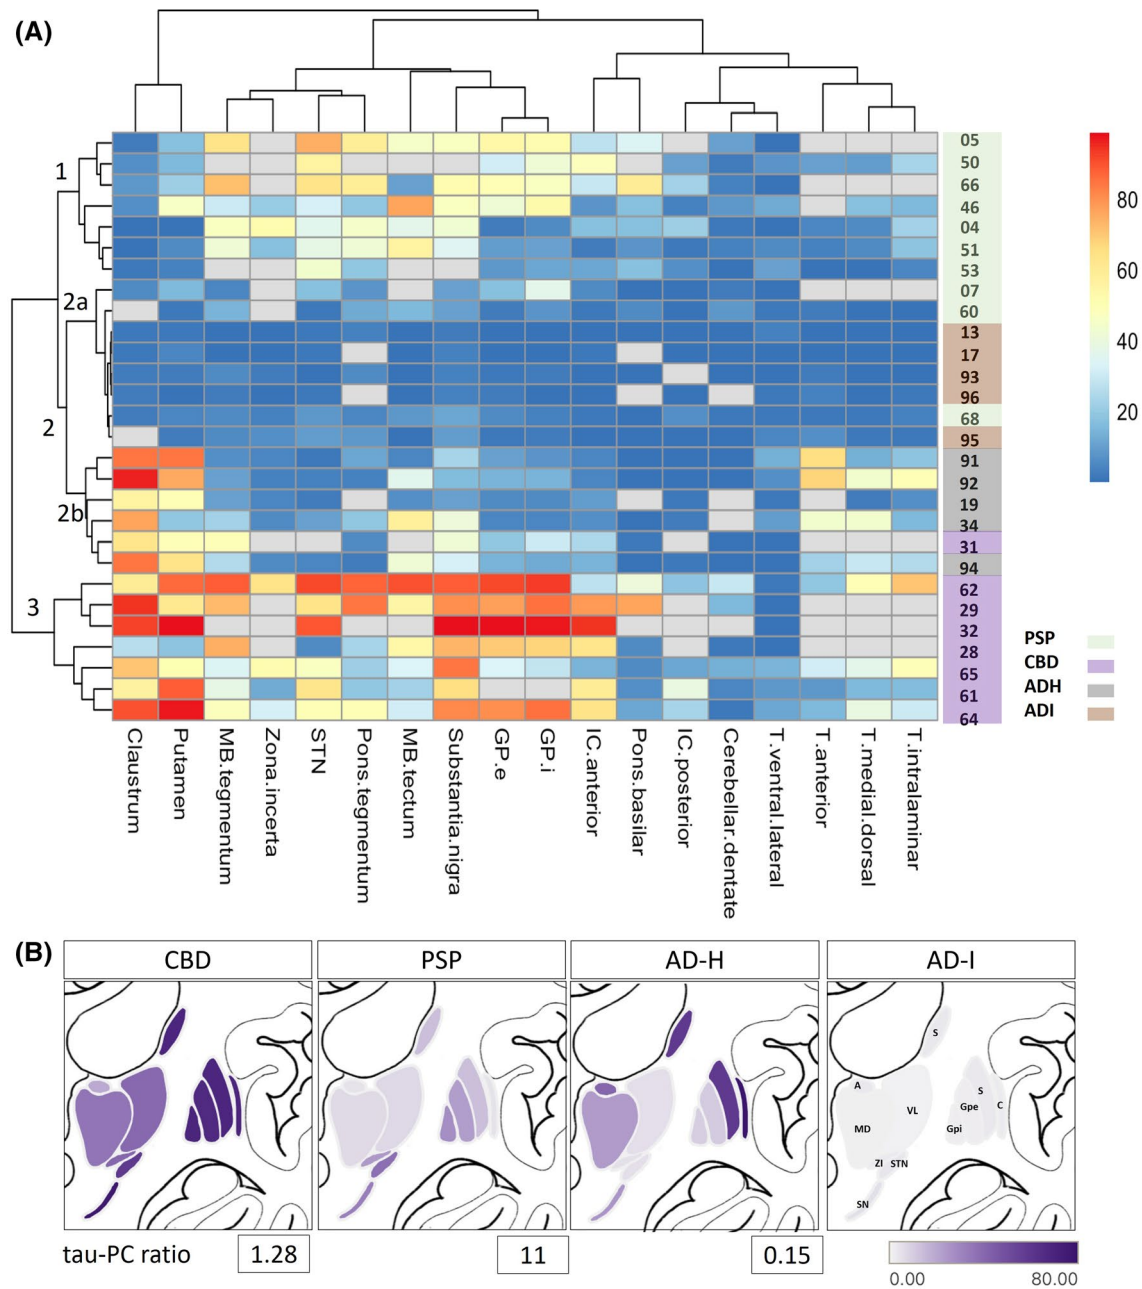 (A)
1
2a
2
2b
3
05
50
66
46
04
51
53
07
60
13
17
93
96
68
95
91
92
19
34
31
94
62
29
32
28
65
61
64
80
60
40
20
PSP
CBD
ADH
ADI
Claustrum
Putamen
MB.tegmentum
Zona.incerta
STN
Pons.tegmentum
MB.tectum
Substantia.nigra
GP.e
GP.i
IC.anterior
Pons.basilar
IC.posterior
Cerebellar.dentate
T.ventral.lateral
T.anterior
T.medial.dorsal
T.intralaminar
(B)
CBD
PSP
AD-H
AD-I
S
A
VL
MD
S
Gpe
C
Gpi
ZI STN
SN
tau-PC ratio 1.28 11 0.15
0.00 80.00